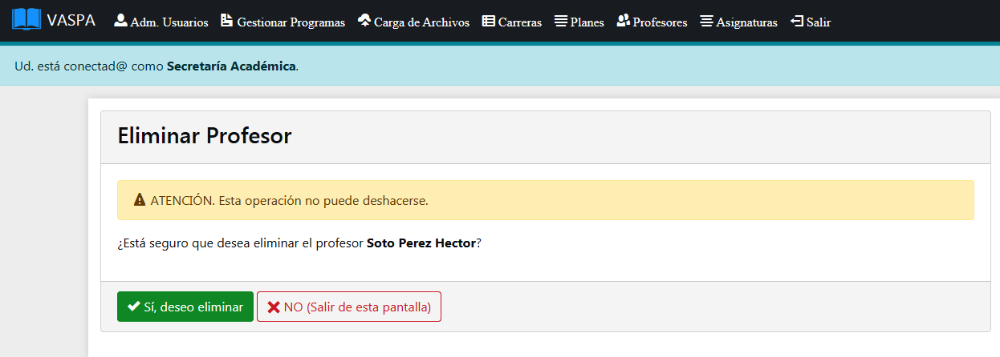 VASPA Adm. Usuarios Gestionar Programas Carga de Archivos Carreras Planes Profesores Asignaturas Salir
Ud. está conectad@ como Secretaría Académica.
Eliminar Profesor
ATENCIÓN. Esta operación no puede deshacerse.
¿Está seguro que desea eliminar el profesor Soto Perez Hector?
Sí, deseo eliminar NO (Salir de esta pantalla)